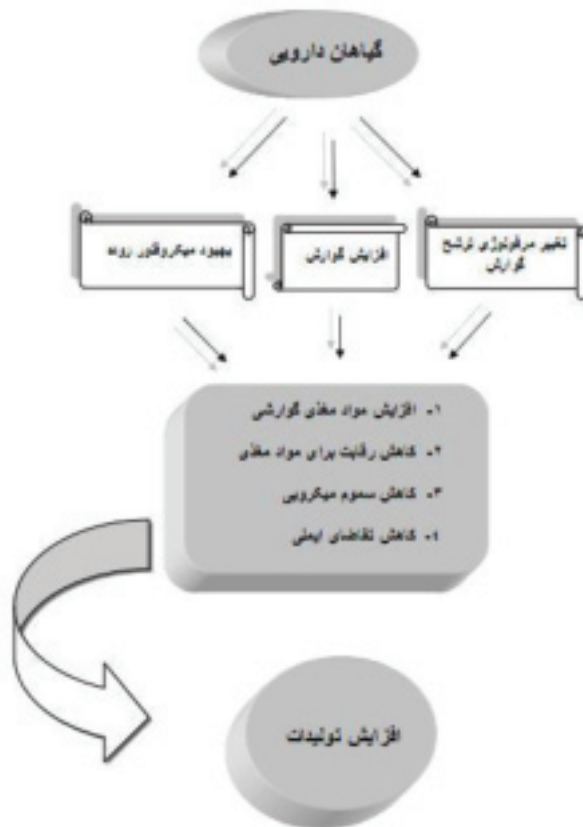 گیاهان دارویی
تغییر مرفولوژی ترشح
گوارش
افزایش گوارش
بهبود میکروفلور روده
۱- افزایش مواد مغذی گوارشی
۲- کاهش رقابت برای مواد مغذی
۳- کاهش سموم میکروبی
٤- کاهش تقاضای ایمنی
افزایش تولیدات